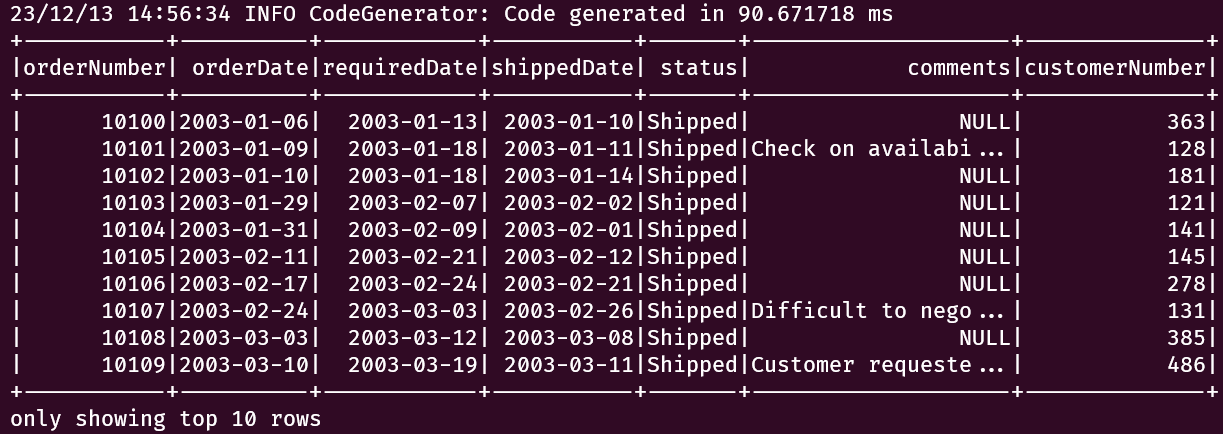 23/12/13 14:56:34 INFO CodeGenerator: Code generated in 90.671718 ms
+-----------+----------+------------+-----------+-------+--------------------+--------------+
|orderNumber| orderDate|requiredDate|shippedDate| status|            comments|customerNumber|
+-----------+----------+------------+-----------+-------+--------------------+--------------+
|      10100|2003-01-06|  2003-01-13| 2003-01-10|Shipped|                NULL|           363|
|      10101|2003-01-09|  2003-01-18| 2003-01-11|Shipped|Check on availabi...|           128|
|      10102|2003-01-10|  2003-01-18| 2003-01-14|Shipped|                NULL|           181|
|      10103|2003-01-29|  2003-02-07| 2003-02-02|Shipped|                NULL|           121|
|      10104|2003-01-31|  2003-02-09| 2003-02-01|Shipped|                NULL|           141|
|      10105|2003-02-11|  2003-02-21| 2003-02-12|Shipped|                NULL|           145|
|      10106|2003-02-17|  2003-02-24| 2003-02-21|Shipped|                NULL|           278|
|      10107|2003-02-24|  2003-03-03| 2003-02-26|Shipped|Difficult to nego...|           131|
|      10108|2003-03-03|  2003-03-12| 2003-03-08|Shipped|                NULL|           385|
|      10109|2003-03-10|  2003-03-19| 2003-03-11|Shipped|Customer requeste...|           486|
+-----------+----------+------------+-----------+-------+--------------------+--------------+
only showing top 10 rows